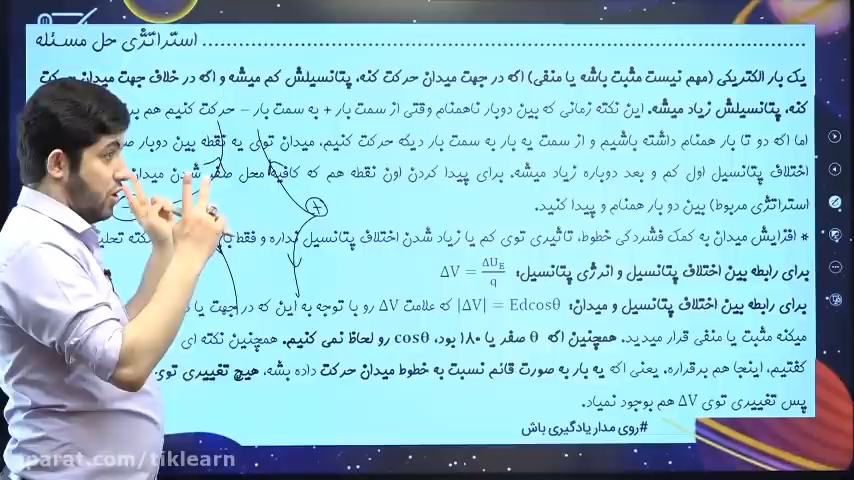 استراتژی حل مسئله
یک بار الکتریکی (مهم نیست مثبت باشه یا منفی) اگه در جهت میدان حرکت کنه، پتانسیلش کم میشه و اگه در خلاف جهت میدان حرکت
کنه، پتانسیلش زیاد میشه. این نکته زمانی که بین دوبار ناهمنام وقتی از سمت بار + به سمت بار - حرکت کنیم هم
اما اگه دو تا بار همنام داشته باشیم و از سمت یه بار به سمت بار دیگه حرکت کنیم، میدان توی یه نقطه بین دوبار
اختلاف پتانسیل اول کم و بعد دوباره زیاد میشه. برای پیدا کردن اون نقطه هم که کافیه محل صفر شدن میدان
استراتژی مربوط) بین دو بار همنام و پیدا کنید.
* افزایش میدان به کمک فشردگی خطوط، تاثیری توی کم یا زیاد شدن اختلاف پتانسیل نداره و فقط نکته
برای رابطه بین اختلاف پتانسیل و انرژی پتانسیل: ΔV = ΔU_E / q
برای رابطه بین اختلاف پتانسیل و میدان: |ΔV| = Edcosθ که علامت ΔV رو با توجه به این که درجهت یا
میکنه مثبت یا منفی قرار میدید. همچنین اگه θ صفر یا ۱۸۰ بود، cosθ رو لحاظ نمی کنیم. همچنین نکته ای
گفتیم، اینجا هم برقراره. یعنی اگه یه بار به صورت قائم نسبت به خطوط میدان حرکت داده بشه، هیچ تغییری توی
پس تغییری توی ΔV هم بوجود نمیاد.
#روی مدار یادگیری باش
+
aparat.com/tiklearn